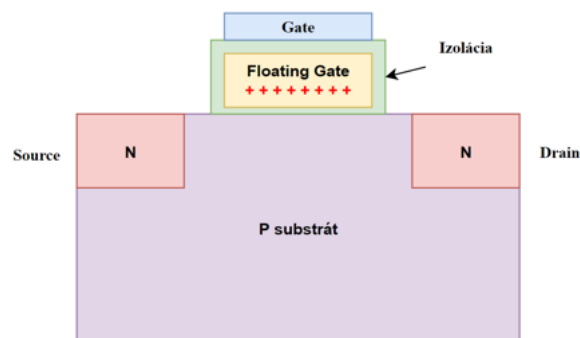 Gate
Izolácia
Floating Gate
+ + + + + + + +
Source
N
N
Drain
P substrát